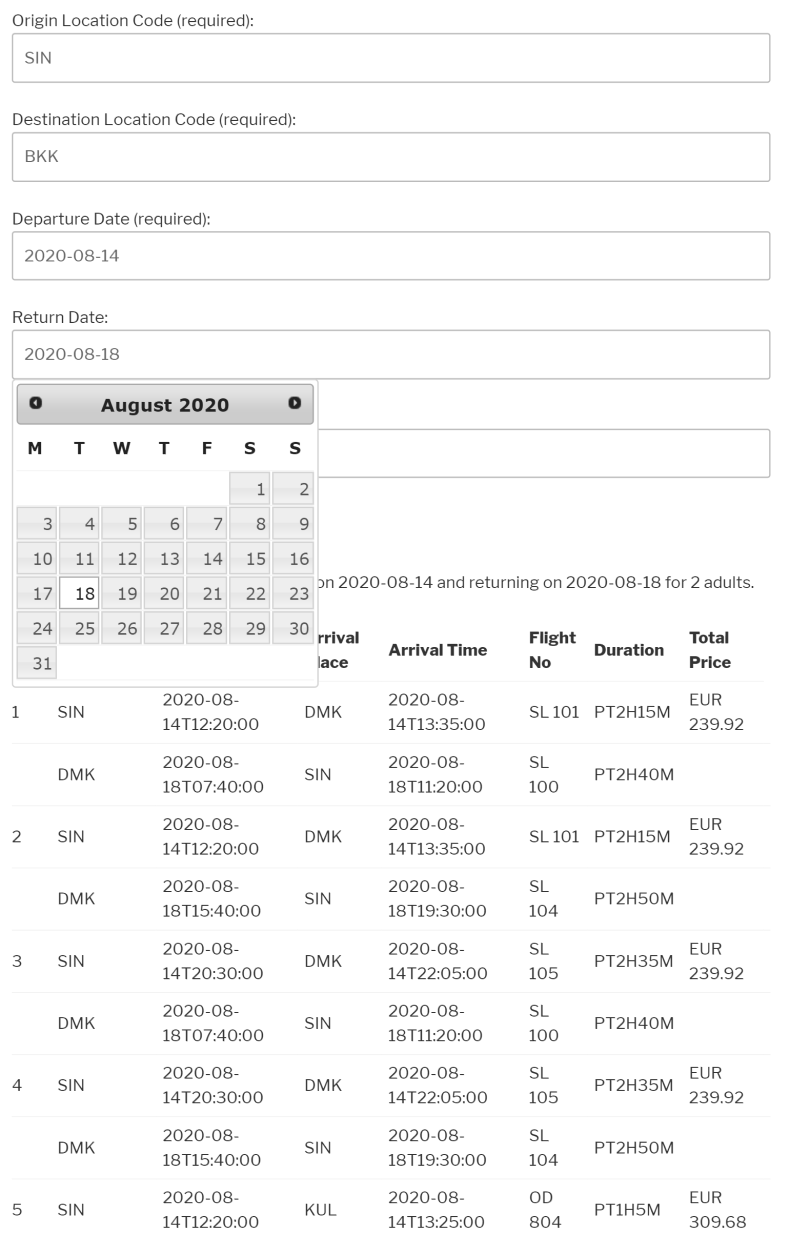 Origin Location Code (required):
SIN
Destination Location Code (required):
BKK
Departure Date (required):
2020-08-14
Return Date:
2020-08-18
August 2020
M T W T F S S
1 2
3 4 5 6 7 8 9
10 11 12 13 14 15 16
17 18 19 20 21 22 23
24 25 26 27 28 29 30
31
on 2020-08-14 and returning on 2020-08-18 for 2 adults.
Arrival Time Flight No Duration Total Price
1 SIN 2020-08-14T12:20:00 DMK 2020-08-14T13:35:00 SL 101 PT2H15M EUR 239.92
DMK 2020-08-18T07:40:00 SIN 2020-08-18T11:20:00 SL 100 PT2H40M
2 SIN 2020-08-14T12:20:00 DMK 2020-08-14T13:35:00 SL 101 PT2H15M EUR 239.92
DMK 2020-08-18T15:40:00 SIN 2020-08-18T19:30:00 SL 104 PT2H50M
3 SIN 2020-08-14T20:30:00 DMK 2020-08-14T22:05:00 SL 105 PT2H35M EUR 239.92
DMK 2020-08-18T07:40:00 SIN 2020-08-18T11:20:00 SL 100 PT2H40M
4 SIN 2020-08-14T20:30:00 DMK 2020-08-14T22:05:00 SL 105 PT2H35M EUR 239.92
DMK 2020-08-18T15:40:00 SIN 2020-08-18T19:30:00 SL 104 PT2H50M
5 SIN 2020-08-14T12:20:00 KUL 2020-08-14T13:25:00 OD 804 PT1H5M EUR 309.68